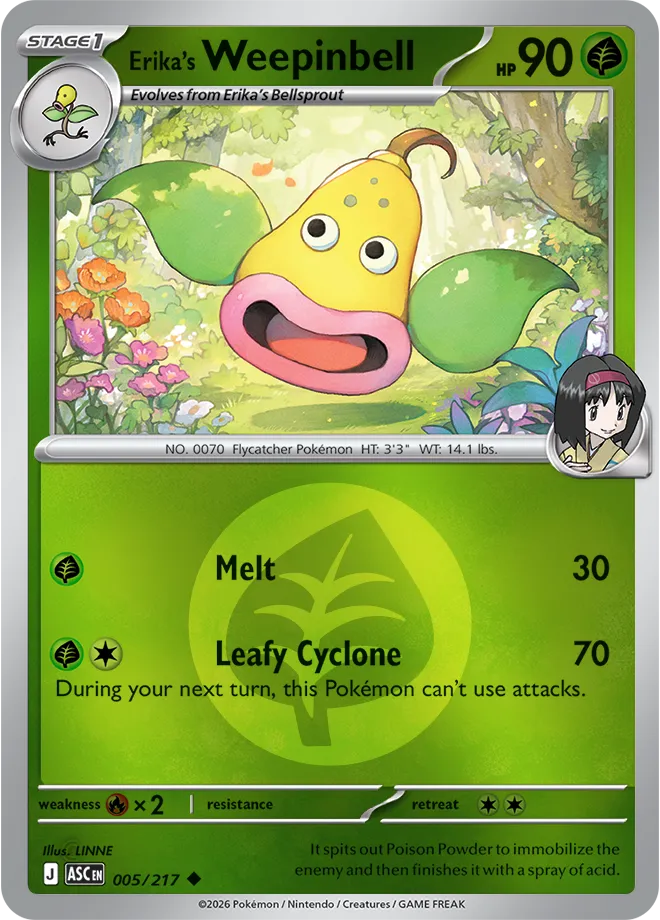 STAGE 1
Erika's Weepinbell HP 90
Evolves from Erika's Bellsprout
NO. 0070 Flycatcher Pokémon HT: 3'3" WT: 14.1 lbs.
Melt 30
Leafy Cyclone 70
During your next turn, this Pokémon can't use attacks.
weakness ×2 resistance retreat
Illus. LINNE
It spits out Poison Powder to immobilize the
enemy and then finishes it with a spray of acid.
J ASC EN 005/217
©2026 Pokémon / Nintendo / Creatures / GAME FREAK